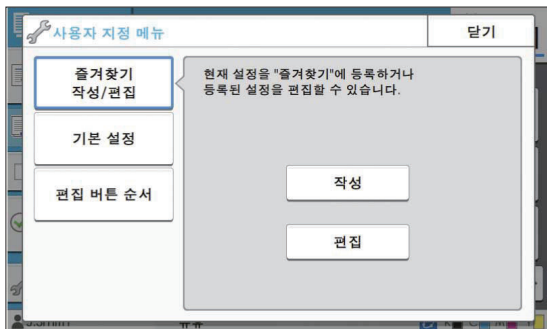 사용자 지정 메뉴
닫기
즐겨찾기
작성/편집
현재 설정을 "즐겨찾기"에 등록하거나
등록된 설정을 편집할 수 있습니다.
기본 설정
작성
편집 버튼 순서
편집